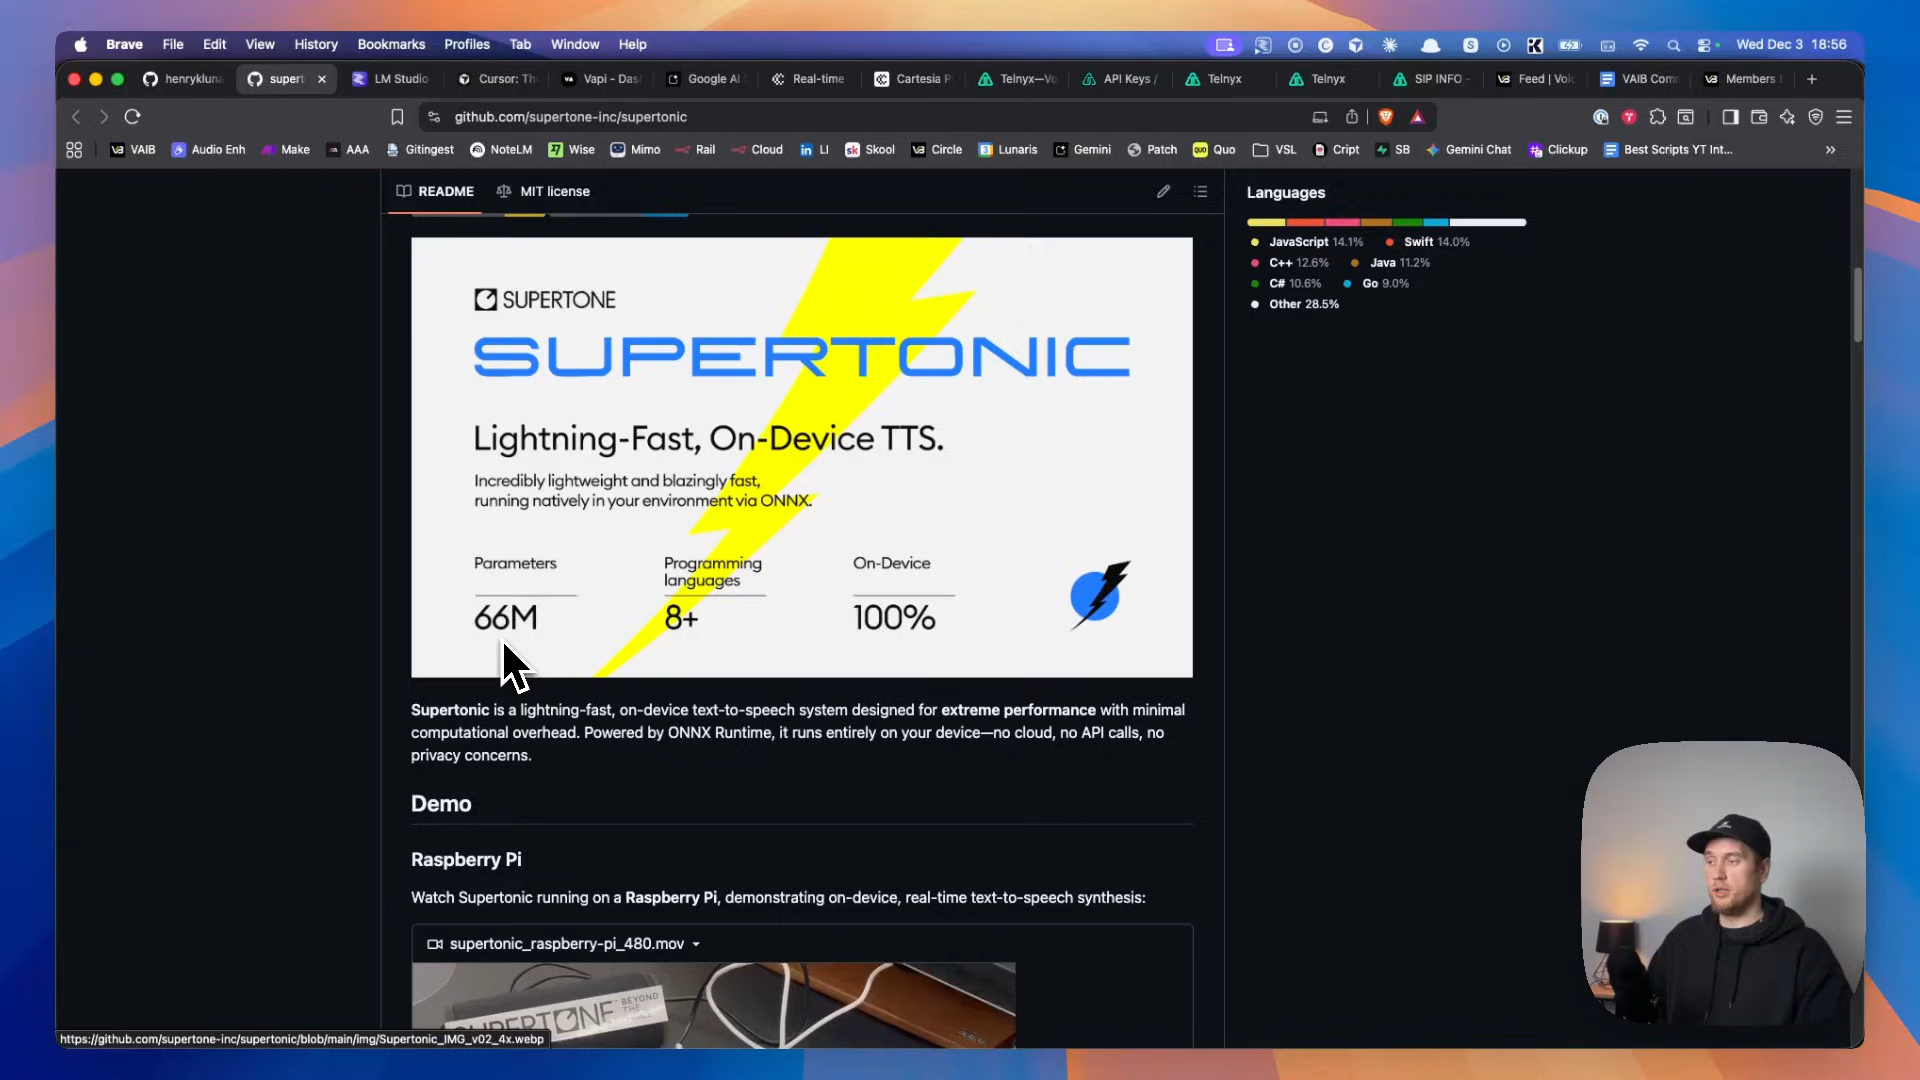 Brave File Edit View History Bookmarks Profiles Tab Window Help
Wed Dec 3 18:56
henryklun
supert
LM Studio
Cursor: Th
Vapi - Das
Google AI
Real-time
Cartesia P
Telnyx—Vo
API Keys /
Telnyx
Telnyx
SIP INFO -
Feed | Voi
VAIB Com
Members
github.com/supertone-inc/supertonic
VAIB Audio Enh Make AAA Gitingest NoteLM Wise Mimo Rail Cloud LI Skool Circle Lunaris Gemini Patch Quo VSL Cript SB Gemini Chat Clickup Best Scripts YT Int...
README MIT license
SUPERTONE
SUPERTONIC
Lightning-Fast, On-Device TTS.
Incredibly lightweight and blazingly fast,
running natively in your environment via ONNX.
Parameters
66M
Programming
languages
8+
On-Device
100%
Supertonic is a lightning-fast, on-device text-to-speech system designed for extreme performance with minimal
computational overhead. Powered by ONNX Runtime, it runs entirely on your device—no cloud, no API calls, no
privacy concerns.
Demo
Raspberry Pi
Watch Supertonic running on a Raspberry Pi, demonstrating on-device, real-time text-to-speech synthesis:
supertonic_raspberry-pi_480.mov
SUPERTONE
BEYOND
THE
Languages
JavaScript 14.1% Swift 14.0%
C++ 12.6% Java 11.2%
C# 10.6% Go 9.0%
Other 28.5%
https://github.com/supertone-inc/supertonic/blob/main/img/Supertonic_IMG_v02_4x.webp